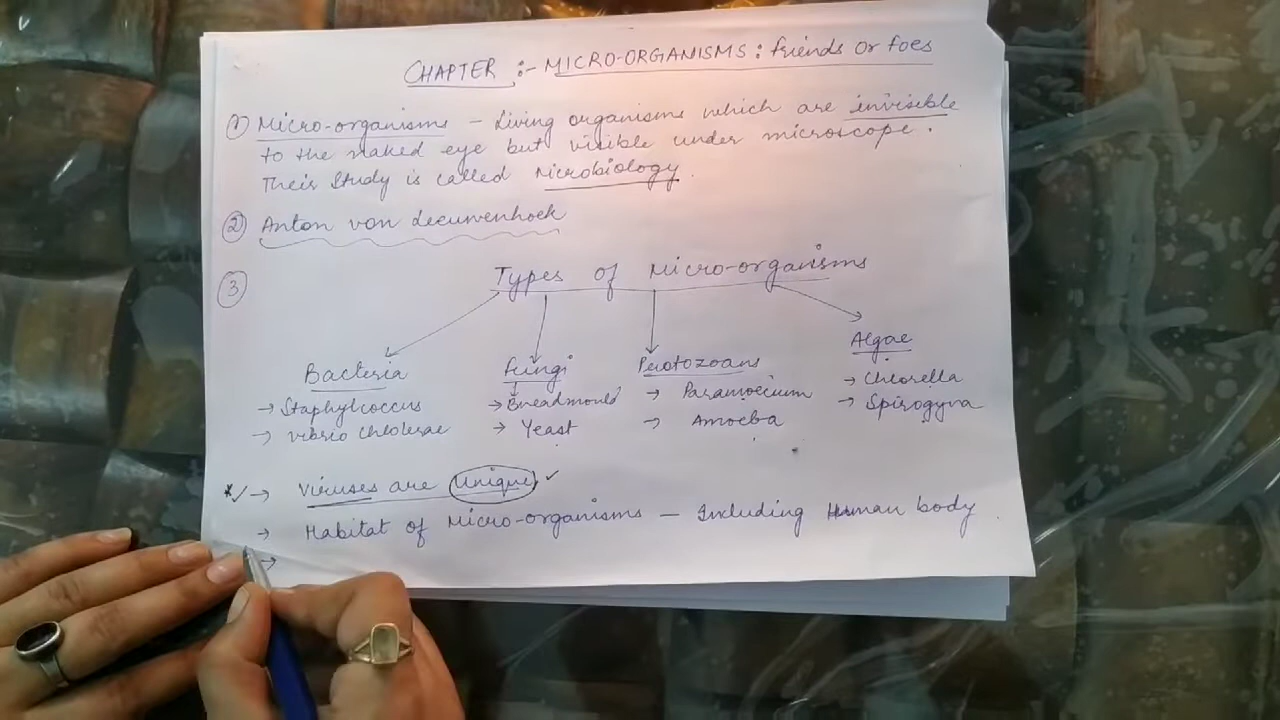 CHAPTER :- MICRO-ORGANISMS : friends or foes
① Micro-organisms - Living organisms which are invisible
to the naked eye but visible under microscope.
Their study is called Microbiology.
② Anton von Leeuwenhoek
③ Types of Micro-organisms
Bacteria Fungi Protozoans Algae
→ Staphylcoccus → Breadmould → Paramoecium → Chlorella
→ Vibrio Chlolerae → Yeast → Amoeba → Spirogyra
*✓ → Viruses are Unique ✓
→ Habitat of Micro-organisms - Including Human body.
→